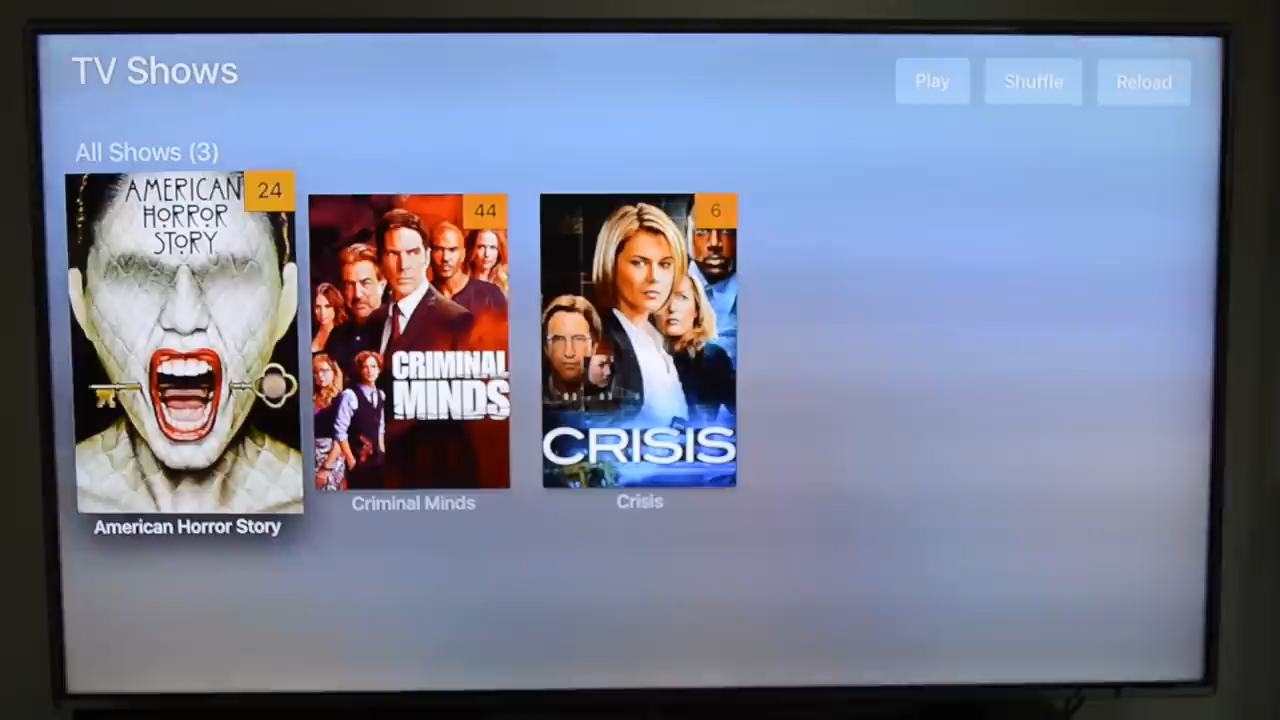 TV Shows
Play
Shuffle
Reload
All Shows (3)
AMERICAN
HORROR
STORY
24
44
CRIMINAL
MINDS
6
CRISIS
American Horror Story
Criminal Minds
Crisis